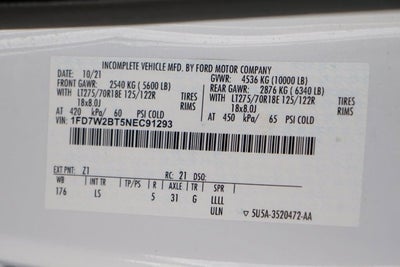 INCOMPLETE VEHICLE MFD. BY FORD MOTOR COMPANY
10/21 GVWR: 4536 KG (10000 LB)
FRONT GAWR: 2540 KG (5600 LB) REAR GAWR: 2876 KG (6340 LB)
WITH LT275/70R18E 125/122R TIRES WITH LT275/70R18E 125/122R TIRES
18x8.0J RIMS 18x8.0J RIMS
AT 420 kPa/ 60 PSI COLD AT 450 kPa/ 65 PSI COLD
VIN: 1FD7W2BT5NEC91293
EXT PNT: Z1 RC: 21 DSO:
WB INT TR TP/PS R AXLE TR SPR
176 LS 5 31 G LLLL
ULN ▽ 5U5A-3520472-AA